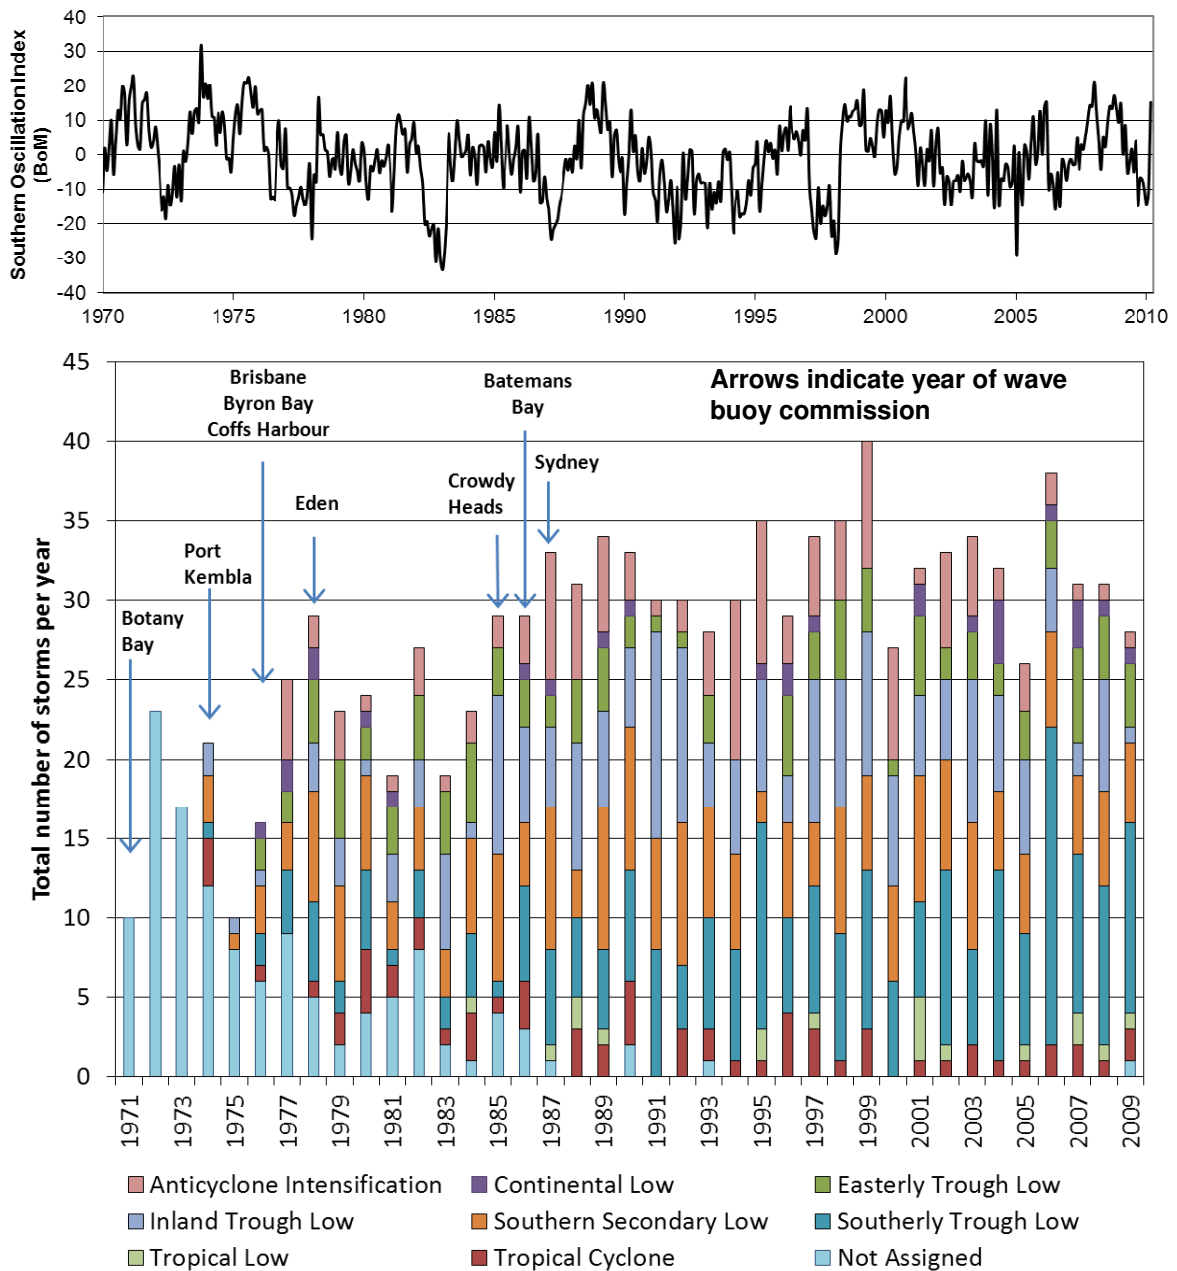 Southern OscillationIndex
(BoM)
40
30
20
10
0
-10
-20
-30
-40
1970 1975 1980 1985 1990 1995 2000 2005 2010
Total number of storms per year
45
40
35
30
25
20
15
10
5
0
Arrows indicate year of wave
buoy commission
Botany
Bay
Port
Kembla
Brisbane
Byron Bay
Coffs Harbour
Eden
Crowdy
Heads
Batemans
Bay
Sydney
1971 1973 1975 1977 1979 1981 1983 1985 1987 1989 1991 1993 1995 1997 1999 2001 2003 2005 2007 2009
Anticyclone Intensification Continental Low Easterly Trough Low
Inland Trough Low Southern Secondary Low Southerly Trough Low
Tropical Low Tropical Cyclone Not Assigned